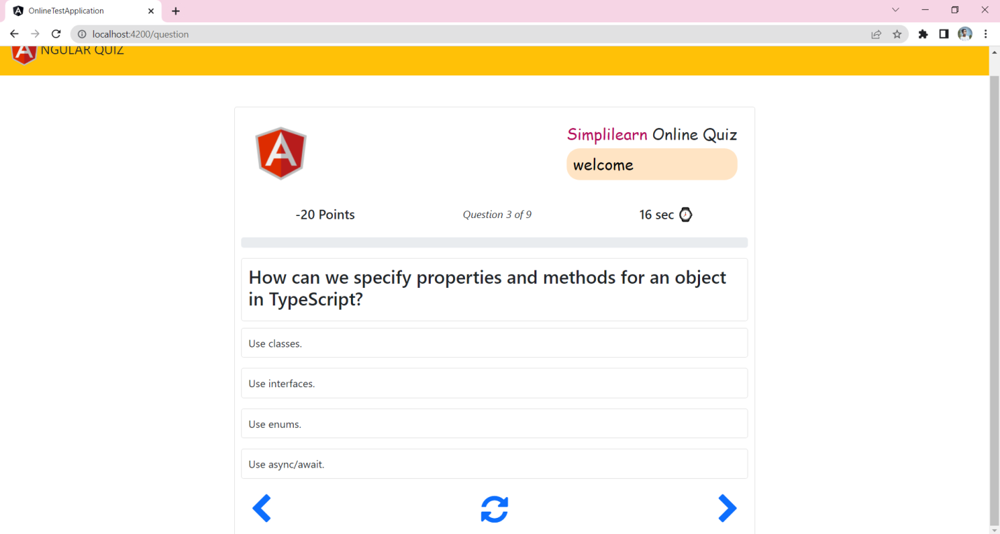 OnlineTestApplication
localhost:4200/question
NGULAR QUIZ
Simplilearn Online Quiz
welcome
-20 Points
Question 3 of 9
16 sec
How can we specify properties and methods for an object
in TypeScript?
Use classes.
Use interfaces.
Use enums.
Use async/await.